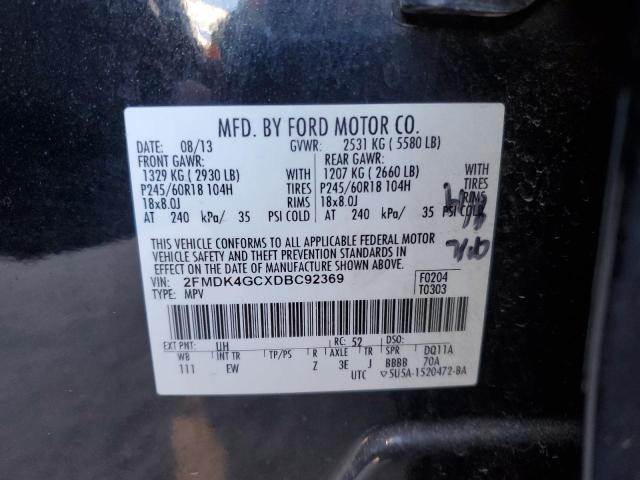 MFD. BY FORD MOTOR CO.
DATE: 08/13 GVWR: 2531 KG ( 5580 LB)
FRONT GAWR: REAR GAWR:
1329 KG ( 2930 LB) 1207 KG ( 2660 LB)
P245/60R18 104H TIRES P245/60R18 104H TIRES
18x8.0J RIMS 18x8.0J RIMS
AT 240 kPa/ 35 PSI COLD AT 240 kPa/ 35 PSI COLD
THIS VEHICLE CONFORMS TO ALL APPLICABLE FEDERAL MOTOR
VEHICLE SAFETY AND THEFT PREVENTION STANDARDS IN
EFFECT ON THE DATE OF MANUFACTURE SHOWN ABOVE.
VIN: 2FMDK4GCXDBC92369 F0204
TYPE: MPV T0303
EXT PNT: UH RC: 52 DSO:
WB INT TR TP/PS R AXLE TR SPR DQ11A
111 EW Z 3E J BBBB 70A
UTC ▽5U5A-1520472-BA